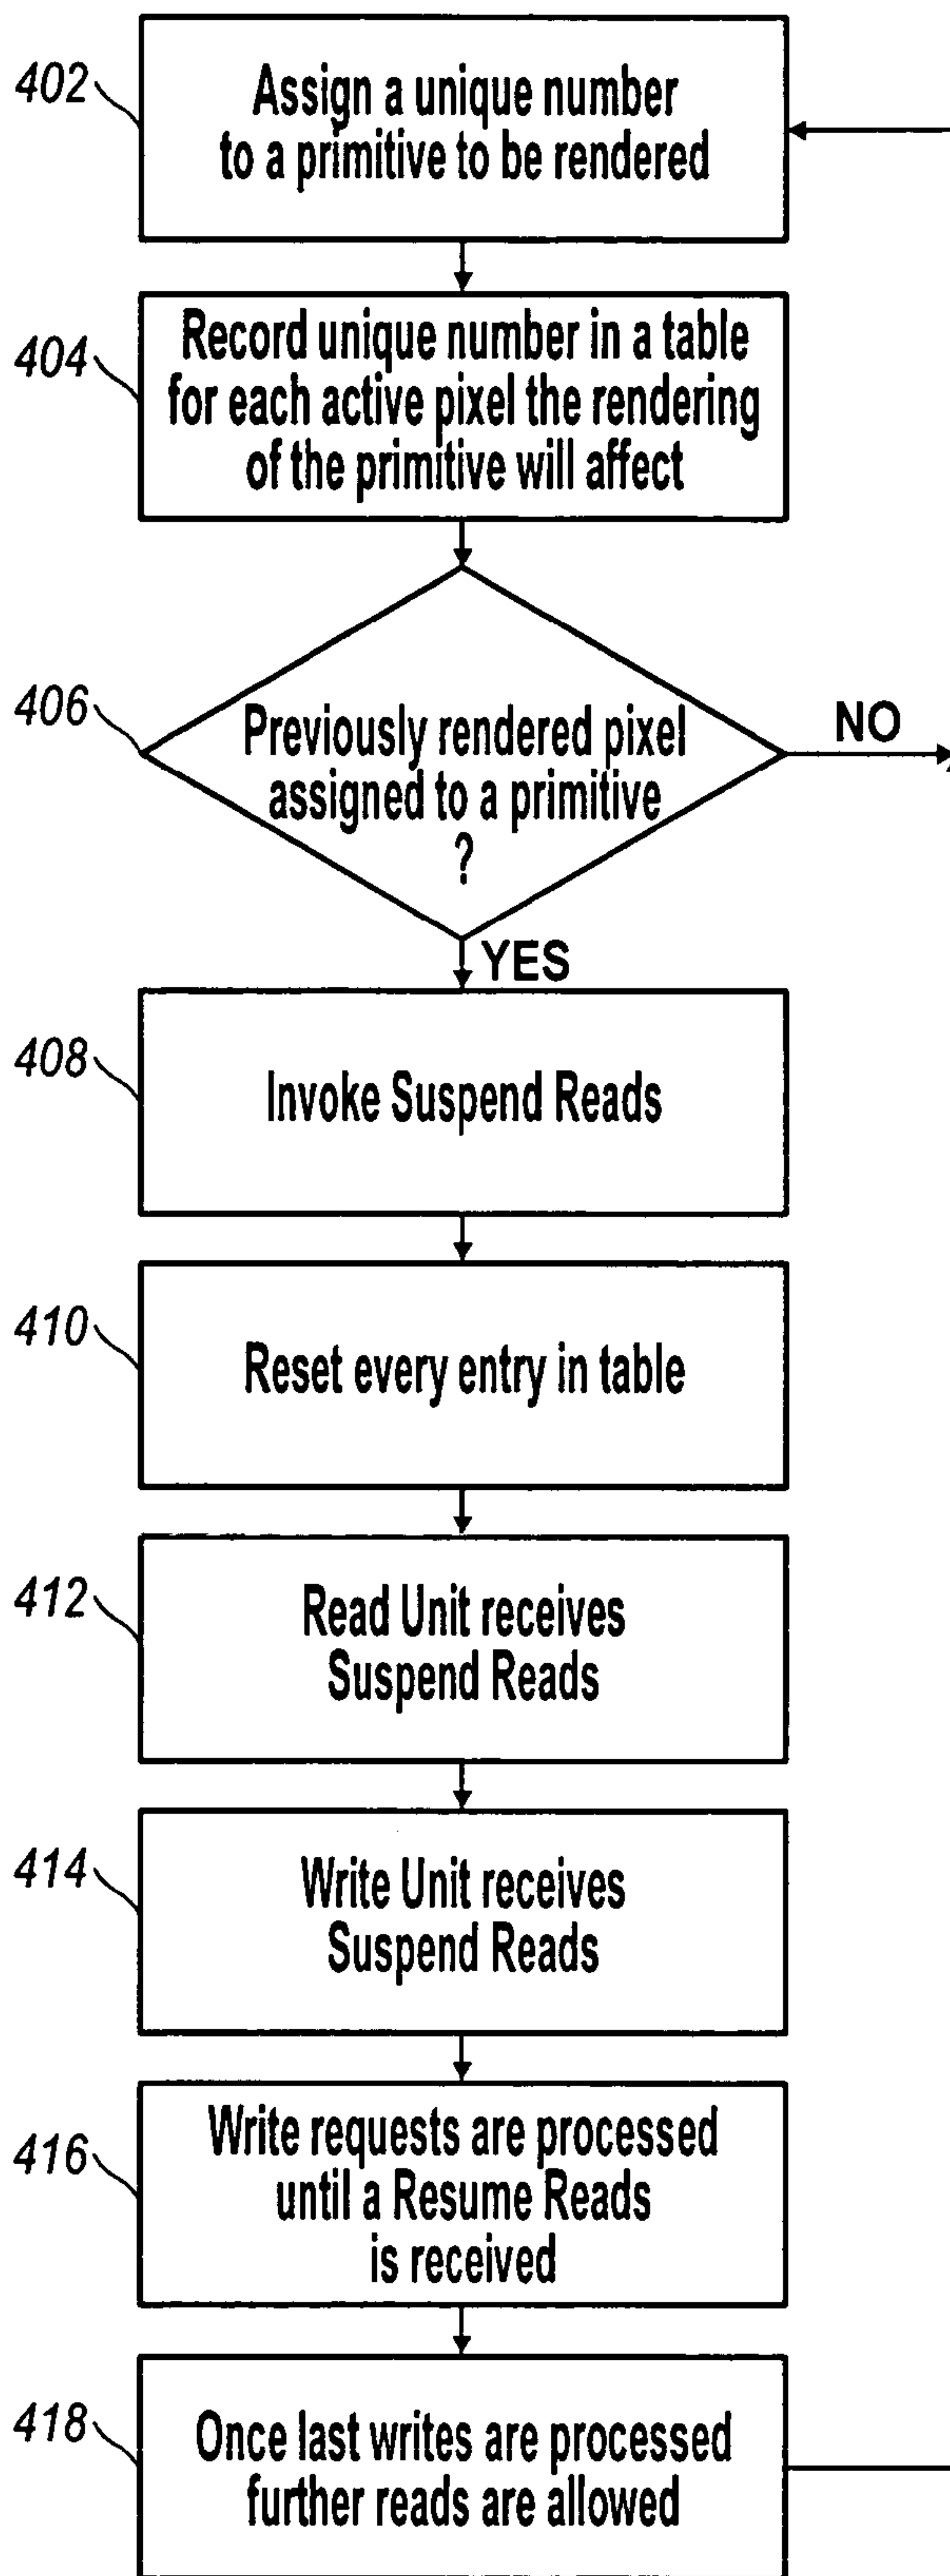 402
Assign a unique number
to a primitive to be rendered
404
Record unique number in a table
for each active pixel the rendering
of the primitive will affect
406
Previously rendered pixel
assigned to a primitive
?
NO
YES
408
Invoke Suspend Reads
410
Reset every entry in table
412
Read Unit receives
Suspend Reads
414
Write Unit receives
Suspend Reads
416
Write requests are processed
until a Resume Reads
is received
418
Once last writes are processed
further reads are allowed